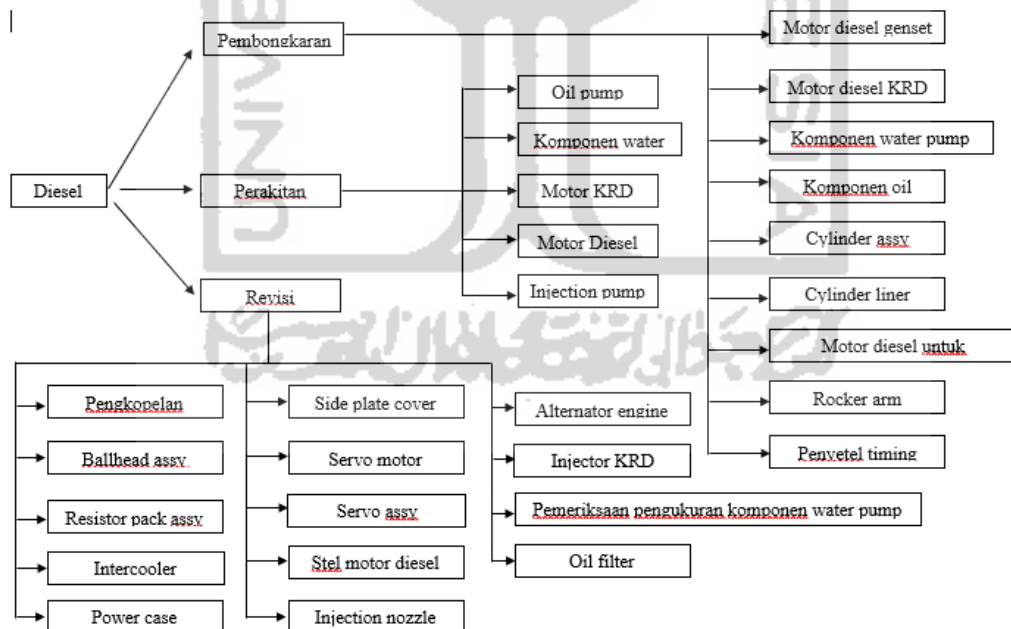 Diesel
Pembongkaran
Motor diesel genset
Motor diesel KRD
Komponen water pump
Komponen oil
Cylinder assy
Cylinder liner
Motor diesel untuk
Rocker arm
Penyetel timing
Perakitan
Oil pump
Komponen water
Motor KRD
Motor Diesel
Injection pump
Revisi
Pengkopelan
Ballhead assy
Resistor pack assy
Intercooler
Power case
Side plate cover
Servo motor
Servo assy
Stel motor diesel
Injection nozzle
Alternator engine
Injector KRD
Pemeriksaan pengukuran komponen water pump
Oil filter